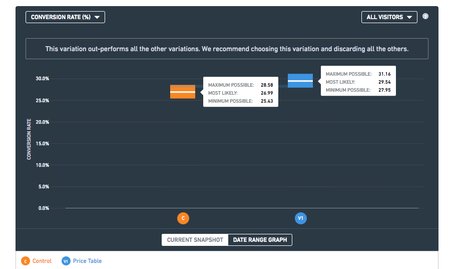 CONVERSION RATE (%)
ALL VISITORS
This variation out-performs all the other variations. We recommend choosing this variation and discarding all the others.
MAXIMUM POSSIBLE: 28.58
MOST LIKELY: 26.99
MINIMUM POSSIBLE: 25.43
MAXIMUM POSSIBLE: 31.16
MOST LIKELY: 29.54
MINIMUM POSSIBLE: 27.95
CONVERSION RATE
30.0%
25.0%
20.0%
15.0%
10.0%
5.0%
0.0%
C
V1
CURRENT SNAPSHOT
DATE RANGE GRAPH
C Control
V1 Price Table